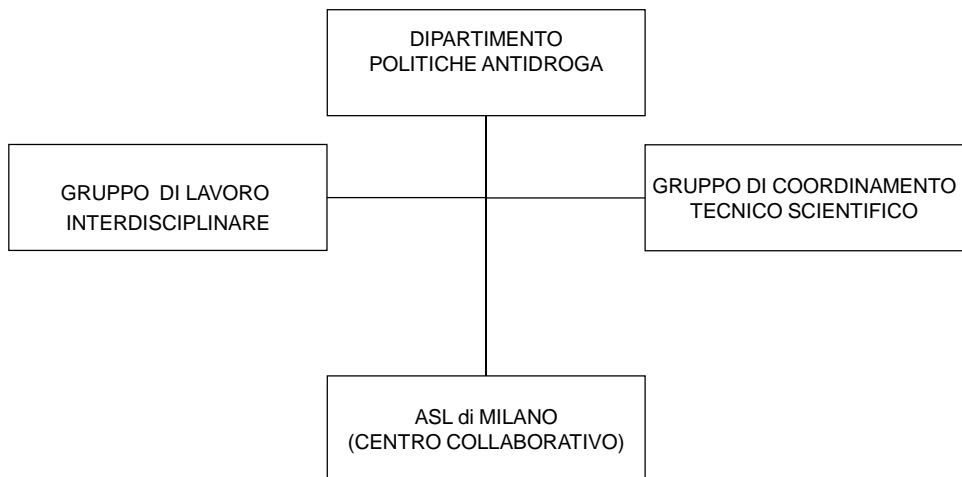 DIPARTIMENTO
POLITICHE ANTIDROGA
GRUPPO DI LAVORO
INTERDISCIPLINARE
GRUPPO DI COORDINAMENTO
TECNICO SCIENTIFICO
ASL di MILANO
(CENTRO COLLABORATIVO)